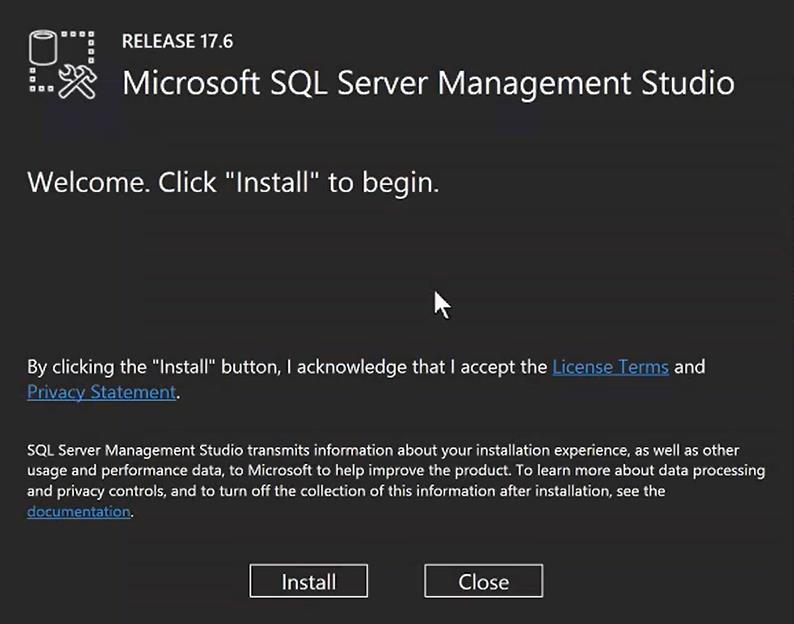 RELEASE 17.6
Microsoft SQL Server Management Studio
Welcome. Click "Install" to begin.
By clicking the "Install" button, I acknowledge that I accept the License Terms and
Privacy Statement.
SQL Server Management Studio transmits information about your installation experience, as well as other
usage and performance data, to Microsoft to help improve the product. To learn more about data processing
and privacy controls, and to turn off the collection of this information after installation, see the
documentation.
Install
Close